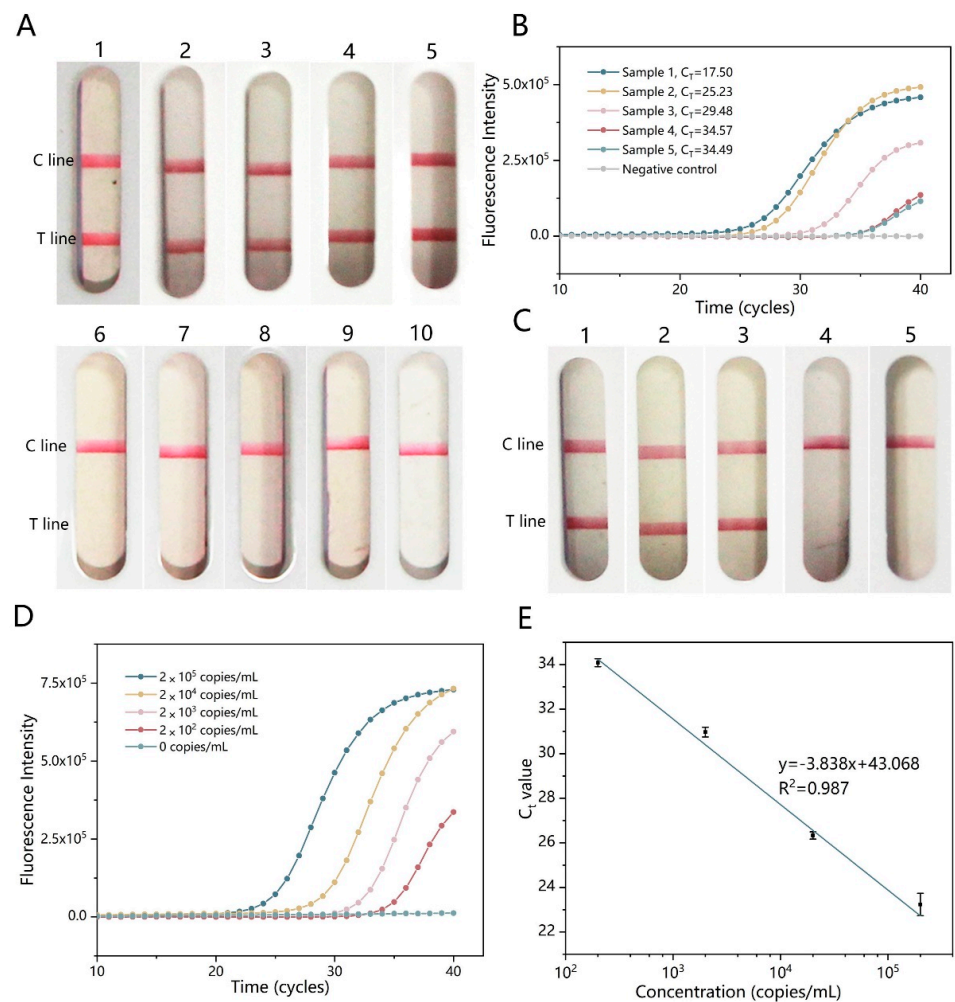 A
1 2 3 4 5
C line
T line
B
Fluorescence Intensity
5.0x10⁵
2.5x10⁵
0.0
Sample 1, C_T=17.50
Sample 2, C_T=25.23
Sample 3, C_T=29.48
Sample 4, C_T=34.57
Sample 5, C_T=34.49
Negative control
10 20 30 40
Time (cycles)
6 7 8 9 10
C line
T line
C
1 2 3 4 5
C line
T line
D
Fluorescence Intensity
7.5x10⁵
5.0x10⁵
2.5x10⁵
0.0
2 × 10⁵ copies/mL
2 × 10⁴ copies/mL
2 × 10³ copies/mL
2 × 10² copies/mL
0 copies/mL
10 20 30 40
Time (cycles)
E
C_t value
34
32
30
28
26
24
22
y=-3.838x+43.068
R²=0.987
10² 10³ 10⁴ 10⁵
Concentration (copies/mL)